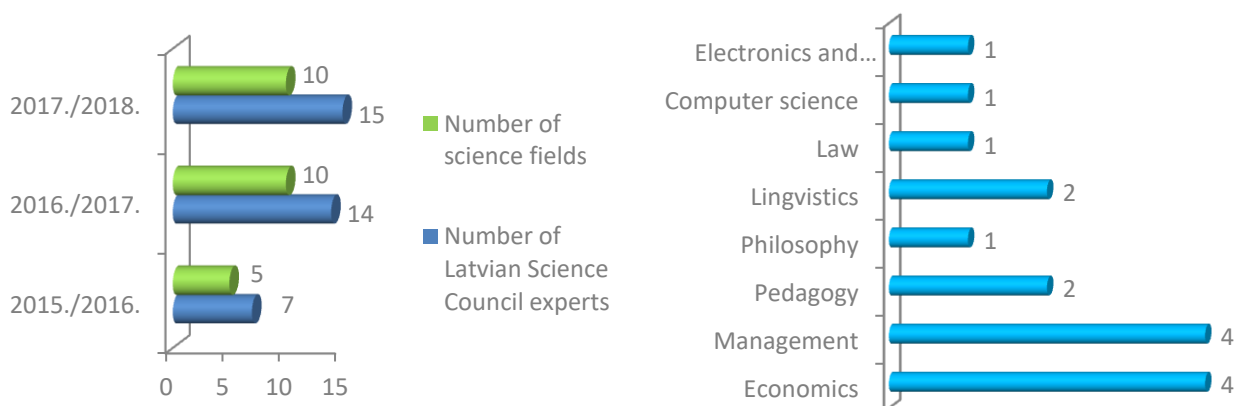 2017./2018.
10
15
2016./2017.
10
14
2015./2016.
5
7
0 5 10 15
Number of
science fields
Number of
Latvian Science
Council experts
Electronics and... 1
Computer science 1
Law 1
Lingvistics 2
Philosophy 1
Pedagogy 2
Management 4
Economics 4